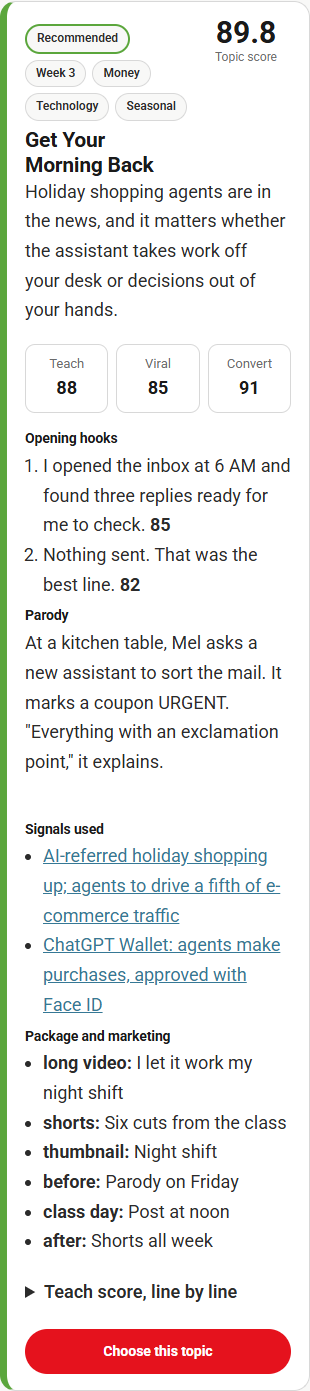 Recommended
89.8
Topic score
Week 3
Money
Technology
Seasonal
Get Your
Morning Back
Holiday shopping agents are in
the news, and it matters whether
the assistant takes work off
your desk or decisions out of
your hands.
Teach
88
Viral
85
Convert
91
Opening hooks
1. I opened the inbox at 6 AM and
found three replies ready for
me to check. 85
2. Nothing sent. That was the
best line. 82
Parody
At a kitchen table, Mel asks a
new assistant to sort the mail. It
marks a coupon URGENT.
"Everything with an exclamation
point," it explains.
Signals used
• AI-referred holiday shopping
up; agents to drive a fifth of e-
commerce traffic
• ChatGPT Wallet: agents make
purchases, approved with
Face ID
Package and marketing
• long video: I let it work my
night shift
• shorts: Six cuts from the class
• thumbnail: Night shift
• before: Parody on Friday
• class day: Post at noon
• after: Shorts all week
▶ Teach score, line by line
Choose this topic